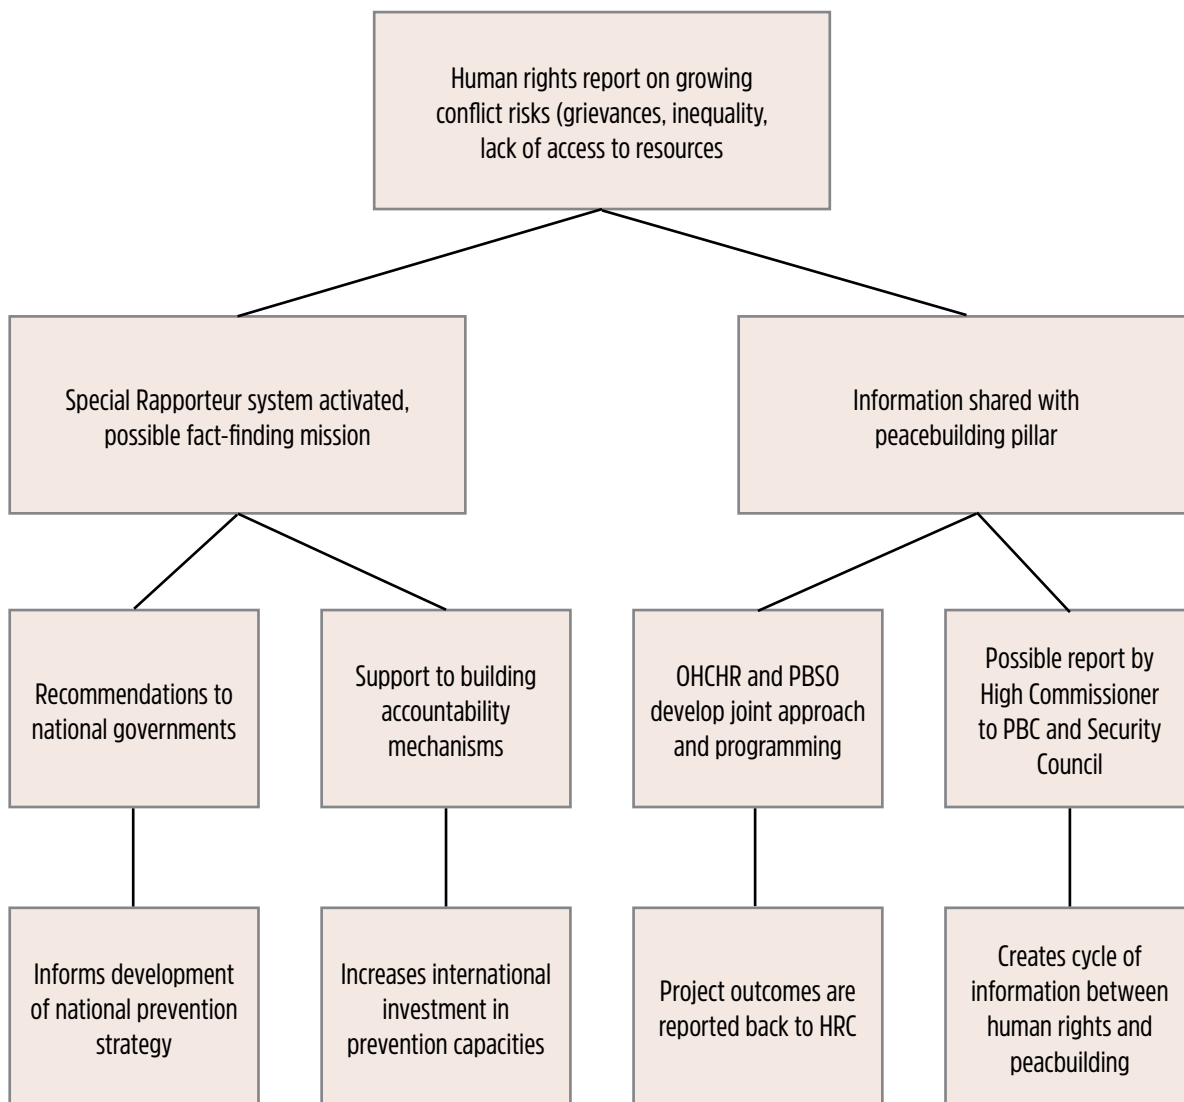 Human rights report on growing
conflict risks (grievances, inequality,
lack of access to resources
Special Rapporteur system activated,
possible fact-finding mission
Information shared with
peacebuilding pillar
Recommendations to
national governments
Support to building
accountability
mechanisms
OHCHR and PBSO
develop joint approach
and programming
Possible report by
High Commissioner
to PBC and Security
Council
Informs development
of national prevention
strategy
Increases international
investment in
prevention capacities
Project outcomes are
reported back to HRC
Creates cycle of
information between
human rights and
peacbuilding